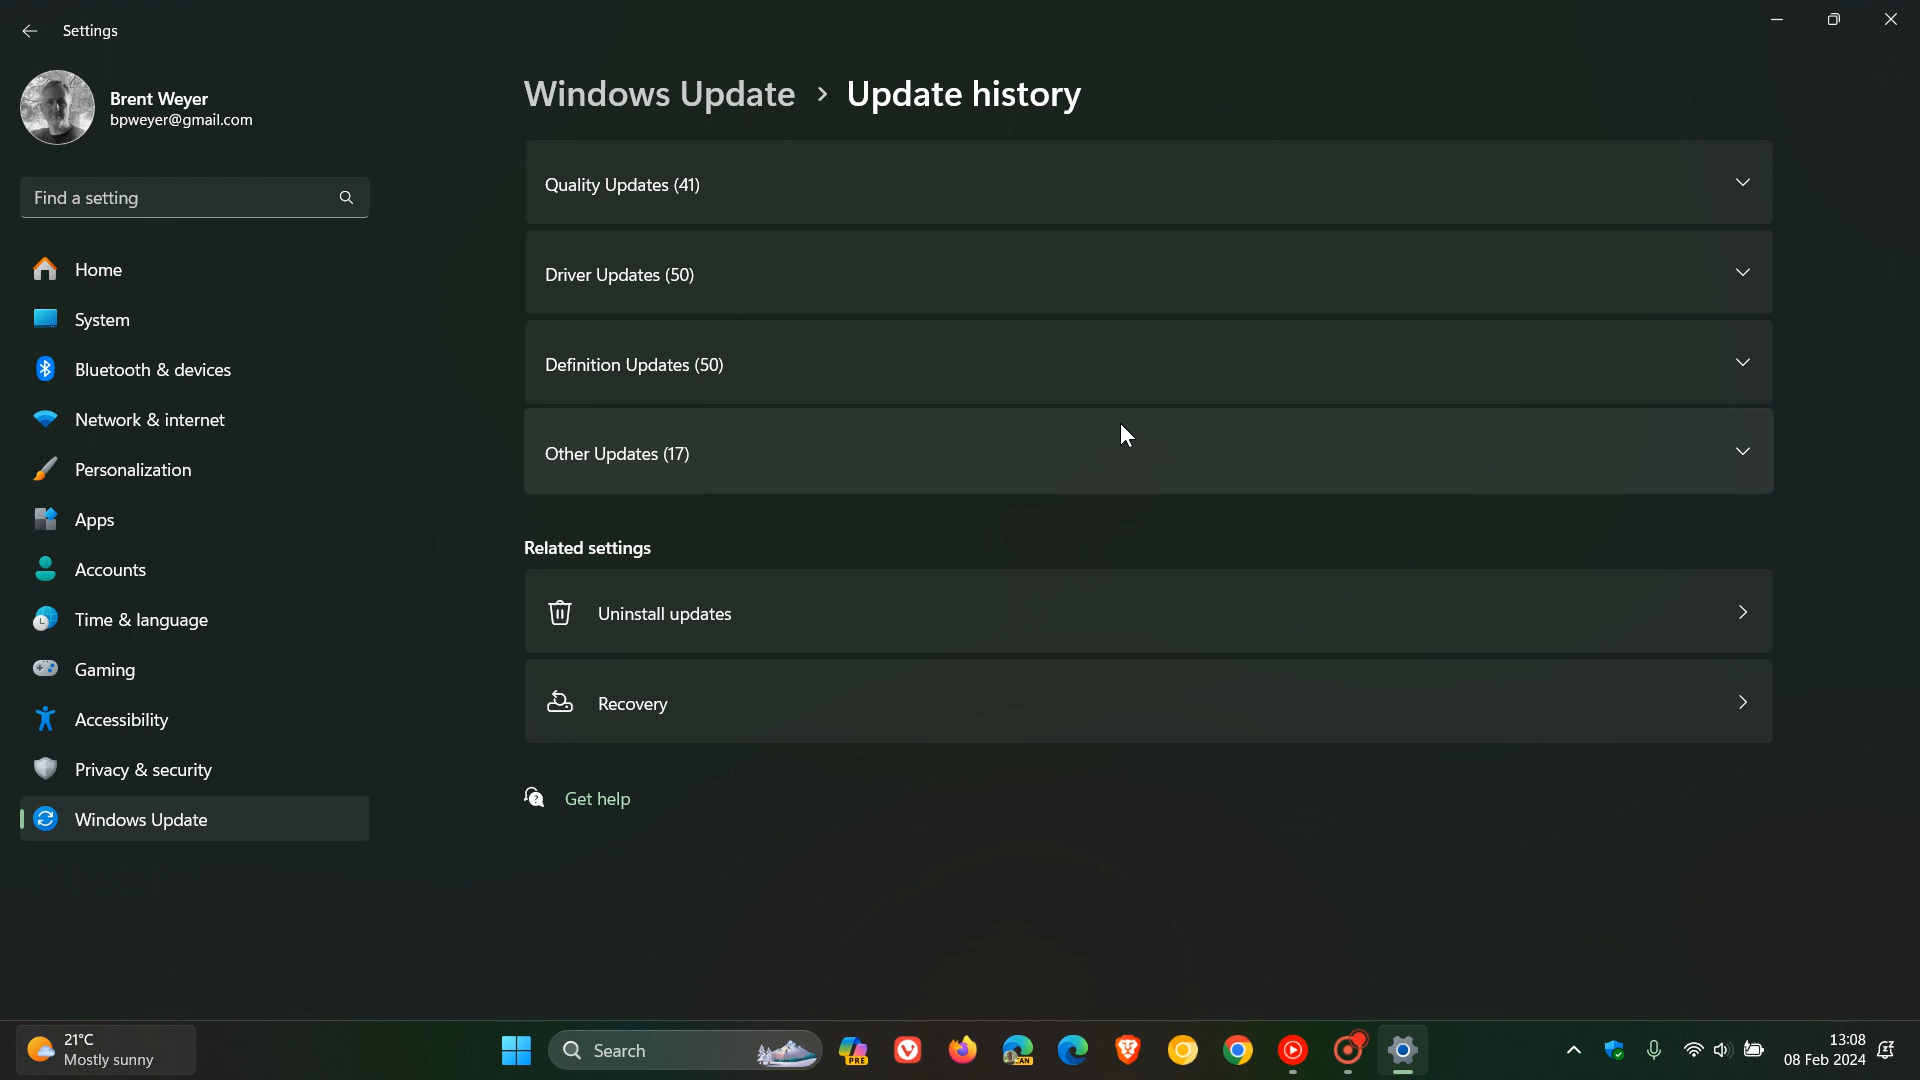 Settings
Brent Weyer
bpweyer@gmail.com
Find a setting
Home
System
Bluetooth & devices
Network & internet
Personalization
Apps
Accounts
Time & language
Gaming
Accessibility
Privacy & security
Windows Update
Windows Update > Update history
Quality Updates (41)
Driver Updates (50)
Definition Updates (50)
Other Updates (17)
Related settings
Uninstall updates
Recovery
Get help
21°C
Mostly sunny
Search
PRE
CAN
13:08
08 Feb 2024